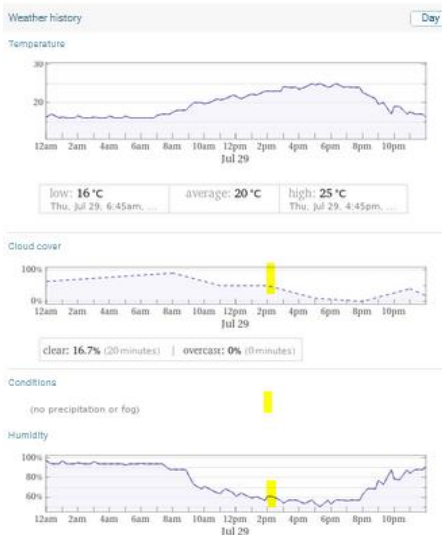 Weather history Day
Temperature
30
20
12am 2am 4am 6am 8am 10am 12pm 2pm 4pm 6pm 8pm 10pm
Jul 29
low: 16 °C average: 20 °C high: 25 °C
Thu, Jul 29, 6:45am, ... Thu, Jul 29, 4:45pm, ...
Cloud cover
100%
0%
12am 2am 4am 6am 8am 10am 12pm 2pm 4pm 6pm 8pm 10pm
Jul 29
clear: 16.7% (20 minutes) | overcast: 0% (0 minutes)
Conditions
(no precipitation or fog)
Humidity
100%
80%
60%
12am 2am 4am 6am 8am 10am 12pm 2pm 4pm 6pm 8pm 10pm
Jul 29